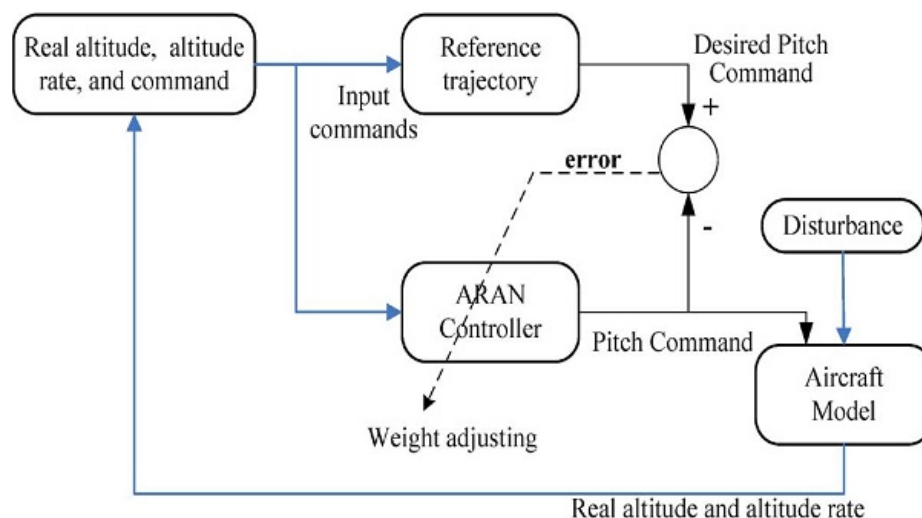 Real altitude, altitude
rate, and command
Reference
trajectory
Desired Pitch
Command
Input
commands
+
error
-
Disturbance
ARAN
Controller
Pitch Command
Aircraft
Model
Weight adjusting
Real altitude and altitude rate